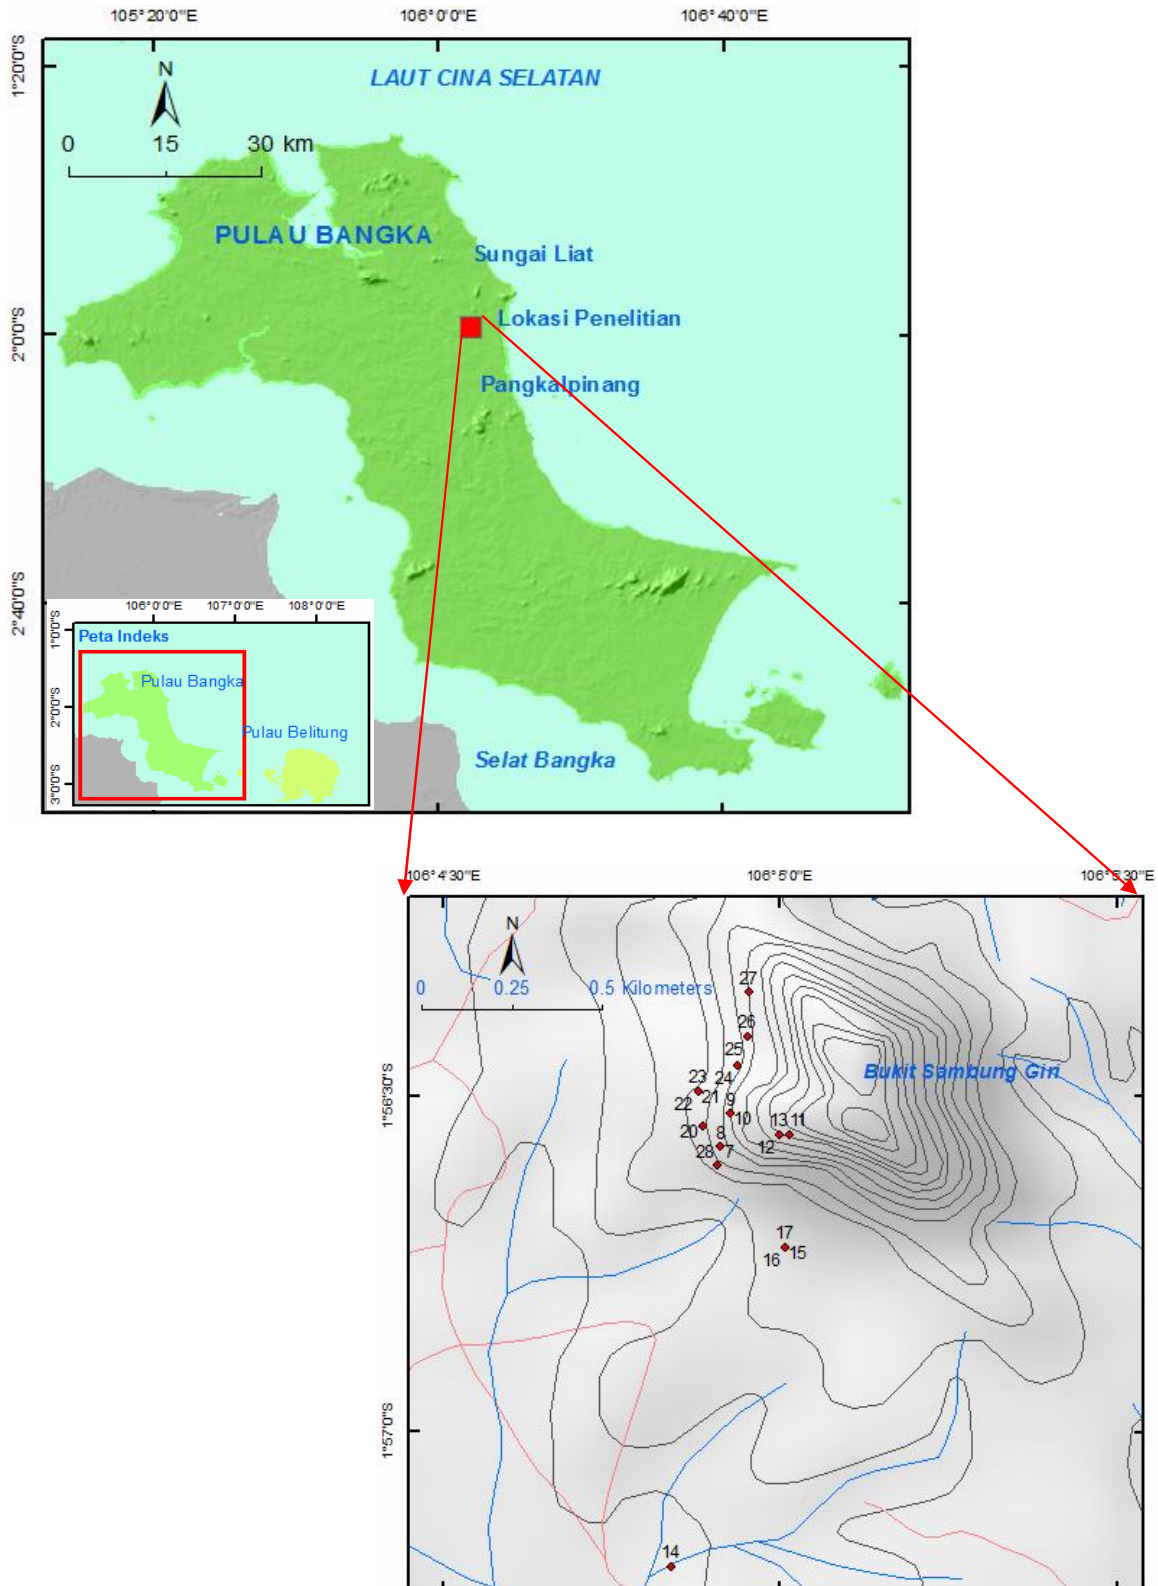 105°20'0"E
106°0'0"E
106°40'0"E
1°20'0"S
2°0'0"S
2°40'0"S
LAUT CINA SELATAN
N
0 15 30 km
PULAU BANGKA
Sungai Liat
Lokasi Penelitian
Pangkalpinang
Selat Bangka
106°0'0"E 107°0'0"E 108°0'0"E
1°0'0"S
2°0'0"S
3°0'0"S
Peta Indeks
Pulau Bangka
Pulau Belitung
106°4'30"E
106°5'0"E
106°5'30"E
1°56'30"S
1°57'0"S
N
0 0.25 0.5 Kilometers
27
26
25
24
23
21
22
9
10
20
8
7
28
13 11
12
Bukit Sambung Giri
17
16 15
14